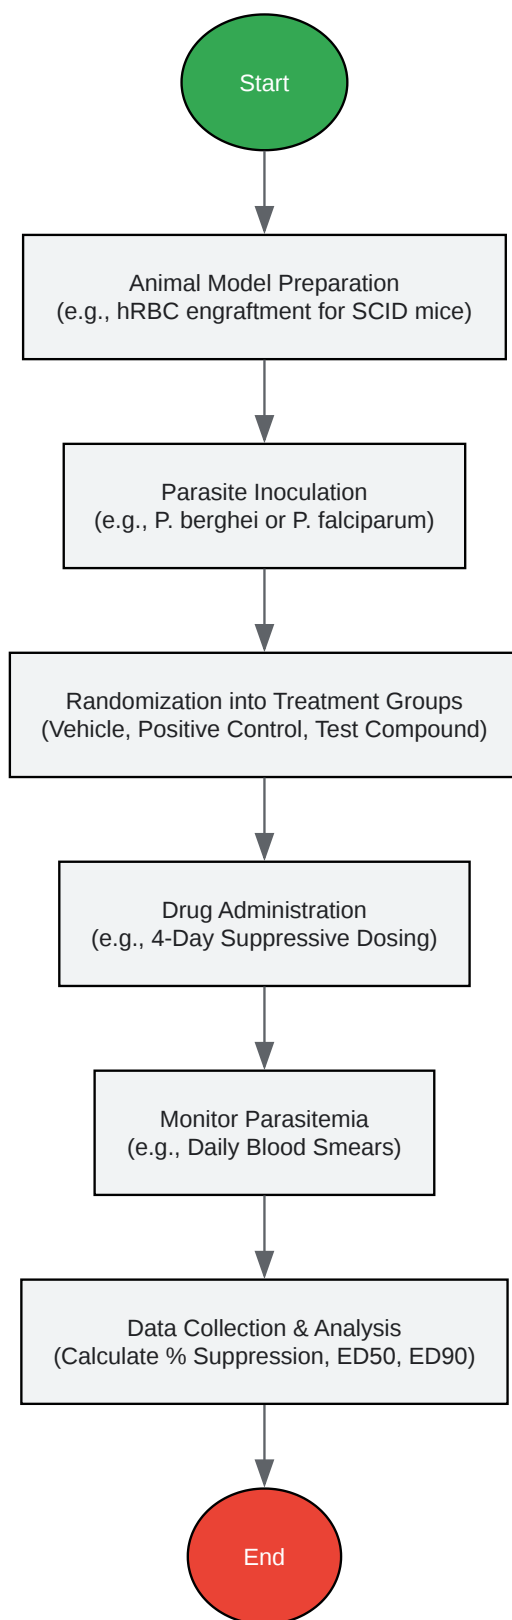 Start
Animal Model Preparation
(e.g., hRBC engraftment for SCID mice)
Parasite Inoculation
(e.g., P. berghei or P. falciparum)
Randomization into Treatment Groups
(Vehicle, Positive Control, Test Compound)
Drug Administration
(e.g., 4-Day Suppressive Dosing)
Monitor Parasitemia
(e.g., Daily Blood Smears)
Data Collection & Analysis
(Calculate % Suppression, ED50, ED90)
End